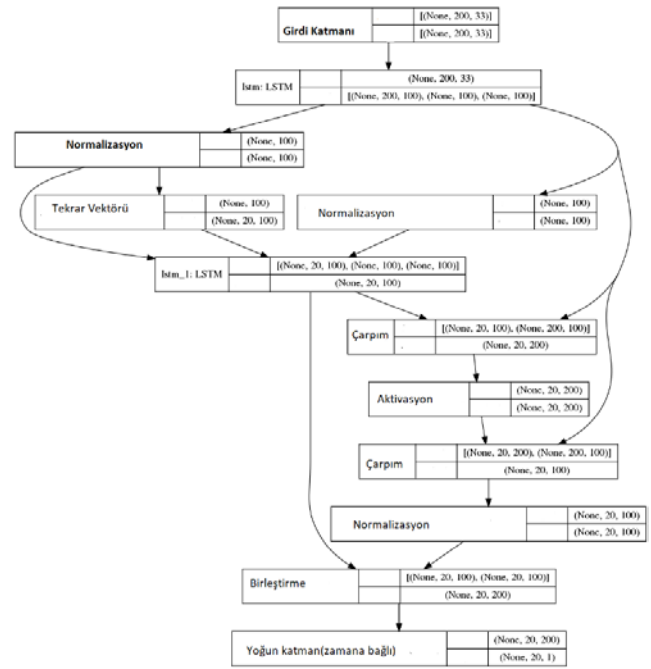 [(None, 200, 33)]
Girdi Katmanı
[(None, 200, 33)]
(None, 200, 33)
lstm: LSTM
[(None, 200, 100), (None, 100), (None, 100)]
Normalizasyon
(None, 100)
(None, 100)
Tekrar Vektörü
(None, 100)
(None, 20, 100)
Normalizasyon
(None, 100)
(None, 100)
lstm_1: LSTM
[(None, 20, 100), (None, 100), (None, 100)]
(None, 20, 100)
Çarpım
[(None, 20, 100), (None, 200, 100)]
(None, 20, 200)
Aktivasyon
(None, 20, 200)
(None, 20, 200)
Çarpım
[(None, 20, 200), (None, 200, 100)]
(None, 20, 100)
Normalizasyon
(None, 20, 100)
(None, 20, 100)
Birleştirme
[(None, 20, 100), (None, 20, 100)]
(None, 20, 200)
Yoğun katman(zamana bağlı)
(None, 20, 200)
(None, 20, 1)